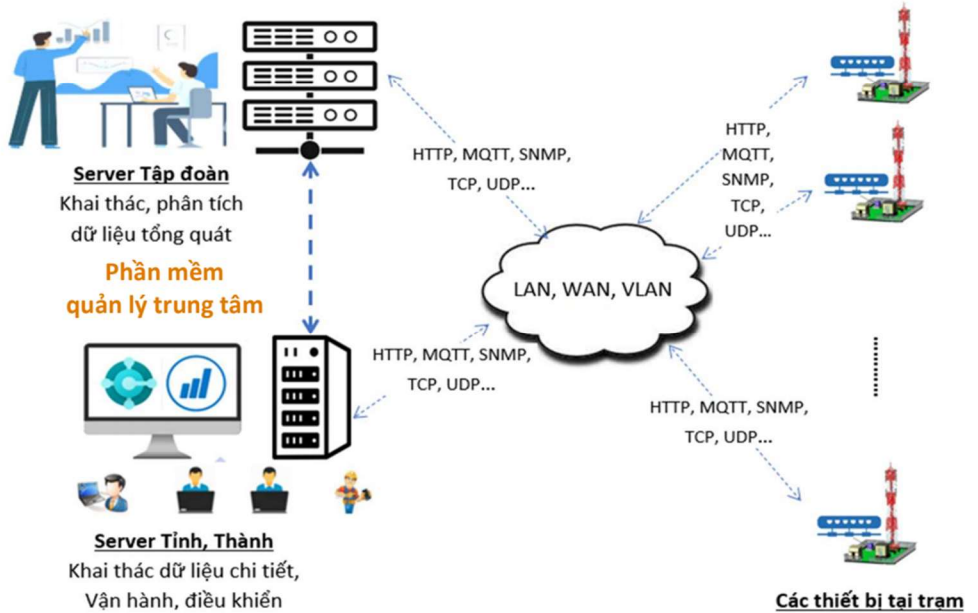 Server Tập đoàn
Khai thác, phân tích
dữ liệu tổng quát
Phần mềm
quản lý trung tâm
HTTP, MQTT, SNMP,
TCP, UDP...
HTTP,
MQTT,
SNMP,
TCP,
UDP...
LAN, WAN, VLAN
HTTP, MQTT, SNMP,
TCP, UDP...
HTTP, MQTT, SNMP,
TCP, UDP...
Server Tỉnh, Thành
Khai thác dữ liệu chi tiết,
Vận hành, điều khiển
Các thiết bị tại trạm